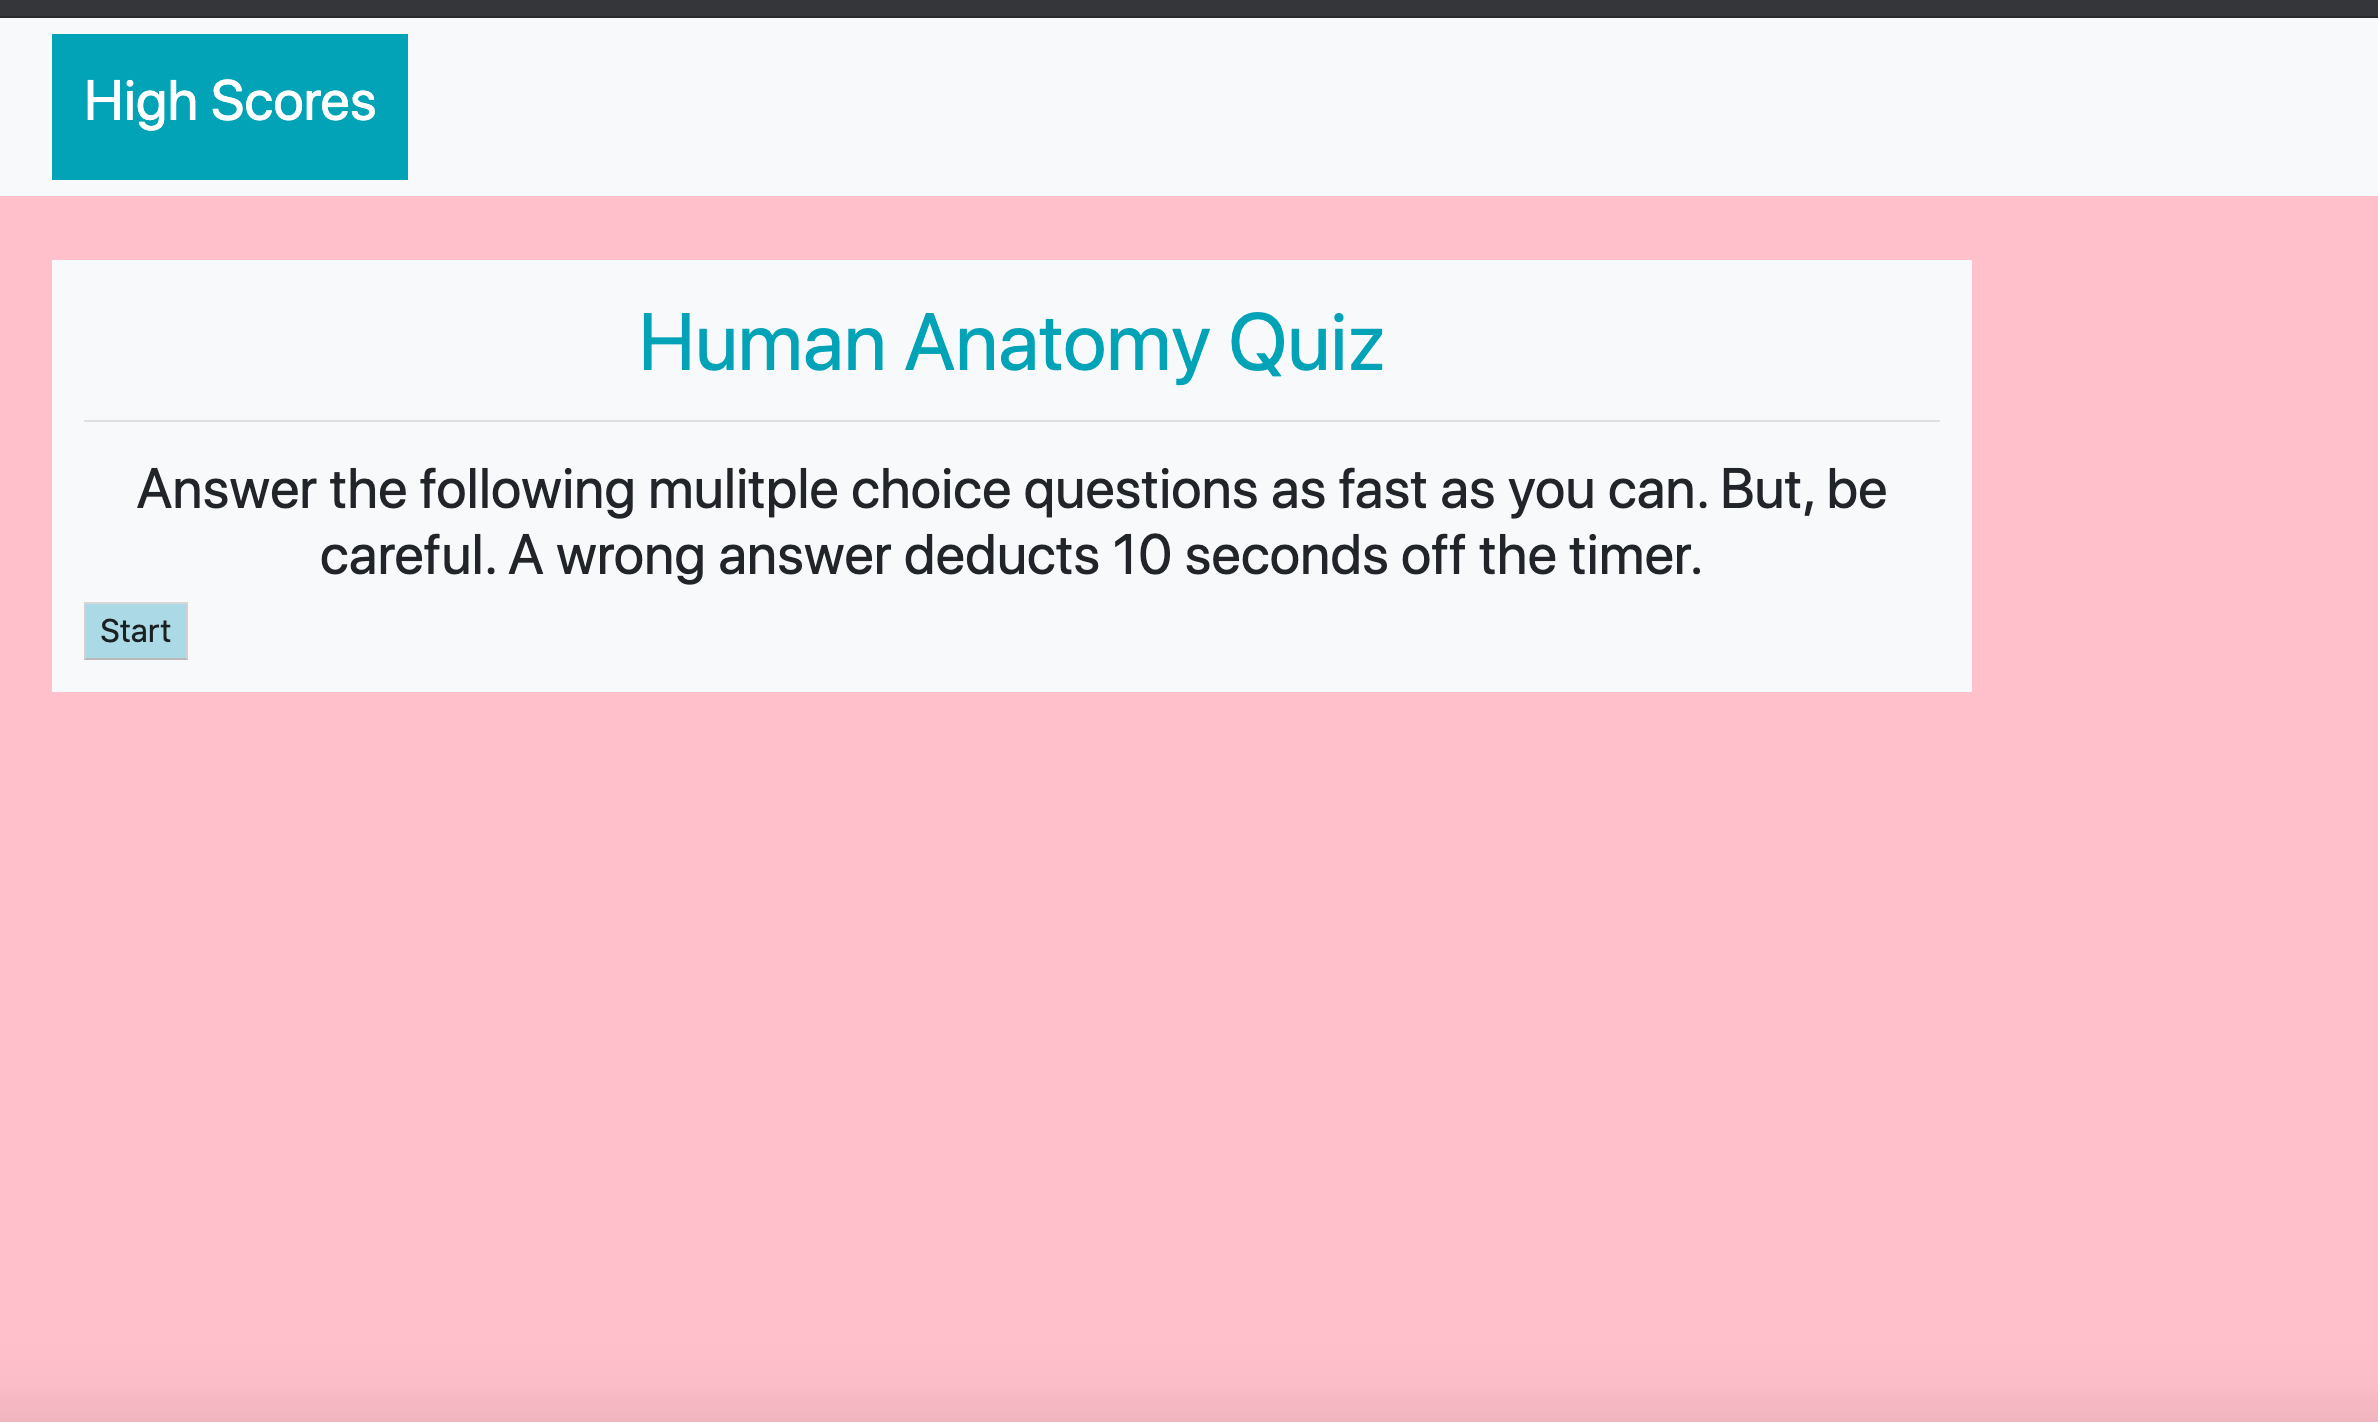 High Scores
Human Anatomy Quiz
Answer the following mulitple choice questions as fast as you can. But, be
careful. A wrong answer deducts 10 seconds off the timer.
Start